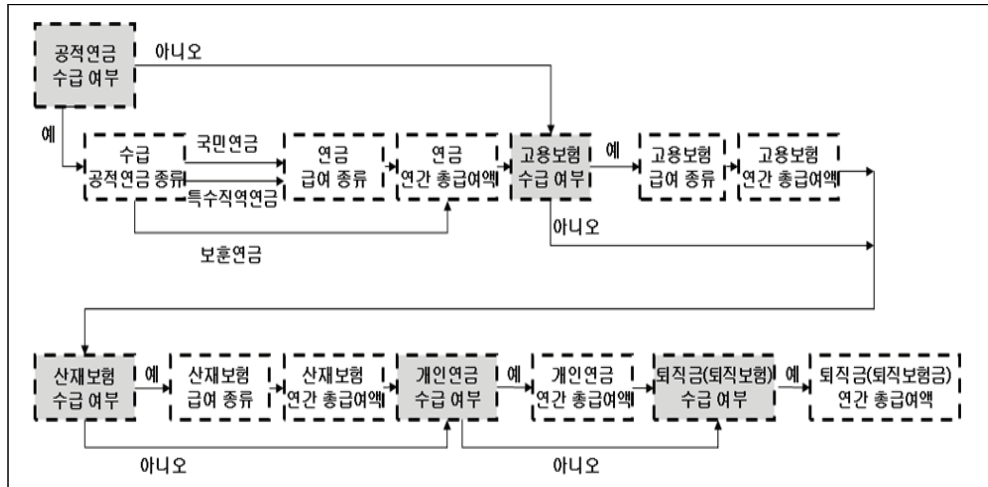 공적연금
수급 여부
아니오
예
수급
공적연금 종류
국민연금
특수직역연금
보훈연금
연금
급여 종류
연금
연간 총급여액
고용보험
수급 여부
예
아니오
고용보험
급여 종류
고용보험
연간 총급여액
산재보험
수급 여부
예
아니오
산재보험
급여 종류
산재보험
연간 총급여액
개인연금
수급 여부
예
아니오
개인연금
연간 총급여액
퇴직금(퇴직보험)
수급 여부
예
퇴직금(퇴직보험금)
연간 총급여액